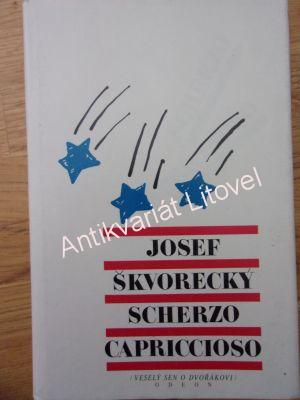 Antikvariát Litovel
JOSEF
ŠKVORECKÝ
SCHERZO
CAPRICCIOSO
/ VESELÝ SEN O DVOŘÁKOVI /
ODEON